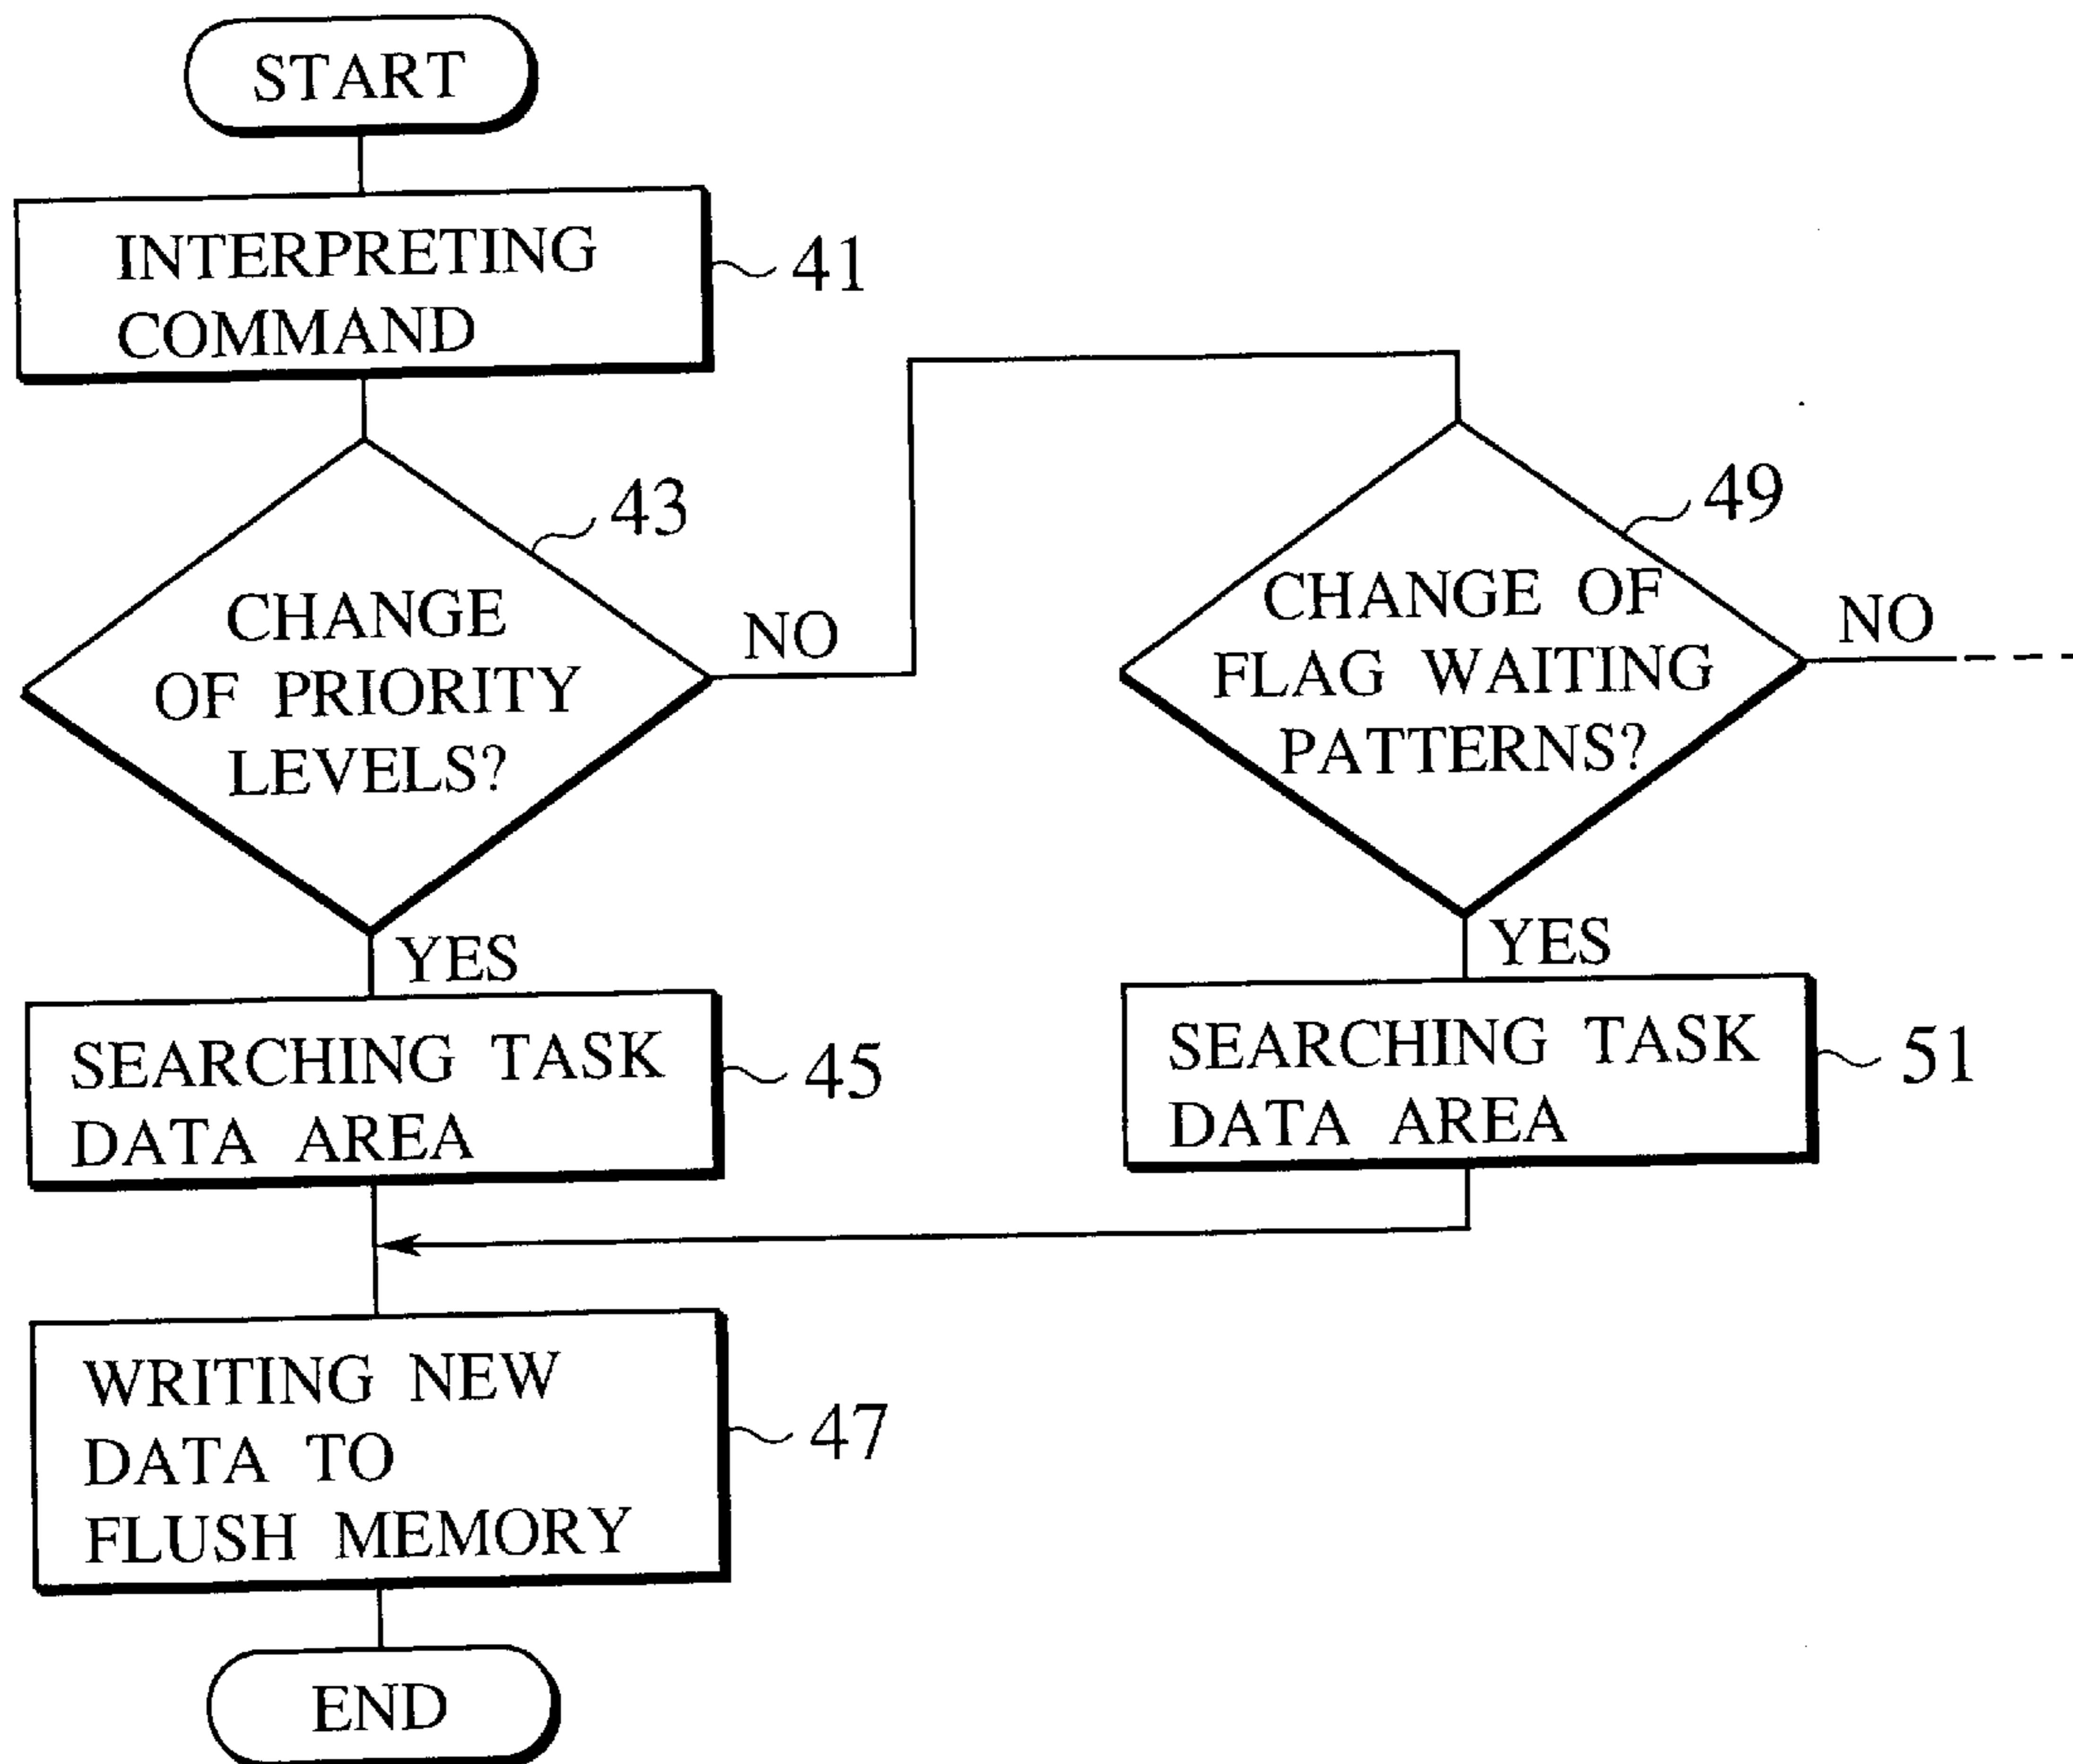 START
INTERPRETING
COMMAND
41
43
CHANGE
OF PRIORITY
LEVELS?
NO
YES
49
CHANGE OF
FLAG WAITING
PATTERNS?
NO
YES
SEARCHING TASK
DATA AREA
45
SEARCHING TASK
DATA AREA
51
WRITING NEW
DATA TO
FLUSH MEMORY
47
END